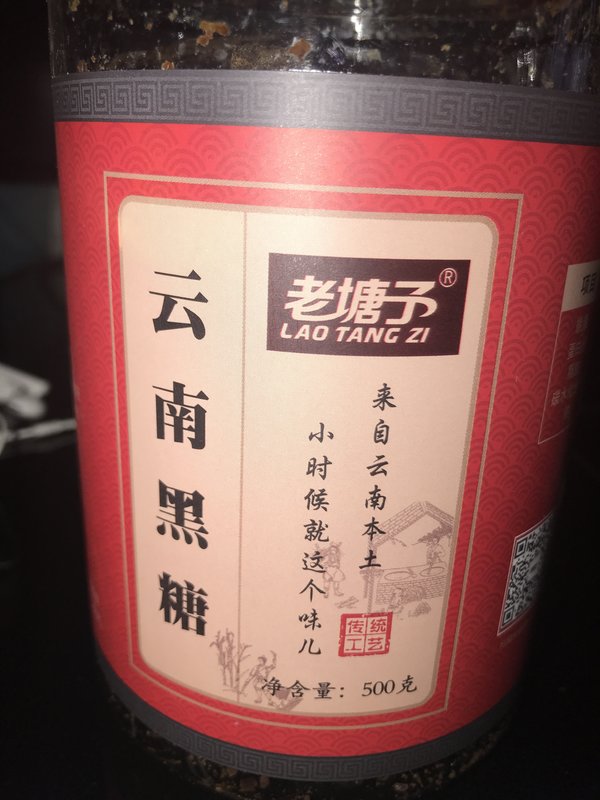 云南黑糖
老塘予®
LAO TANG ZI
来自云南本土
小时候就这个味儿
传统
工艺
净含量：500克